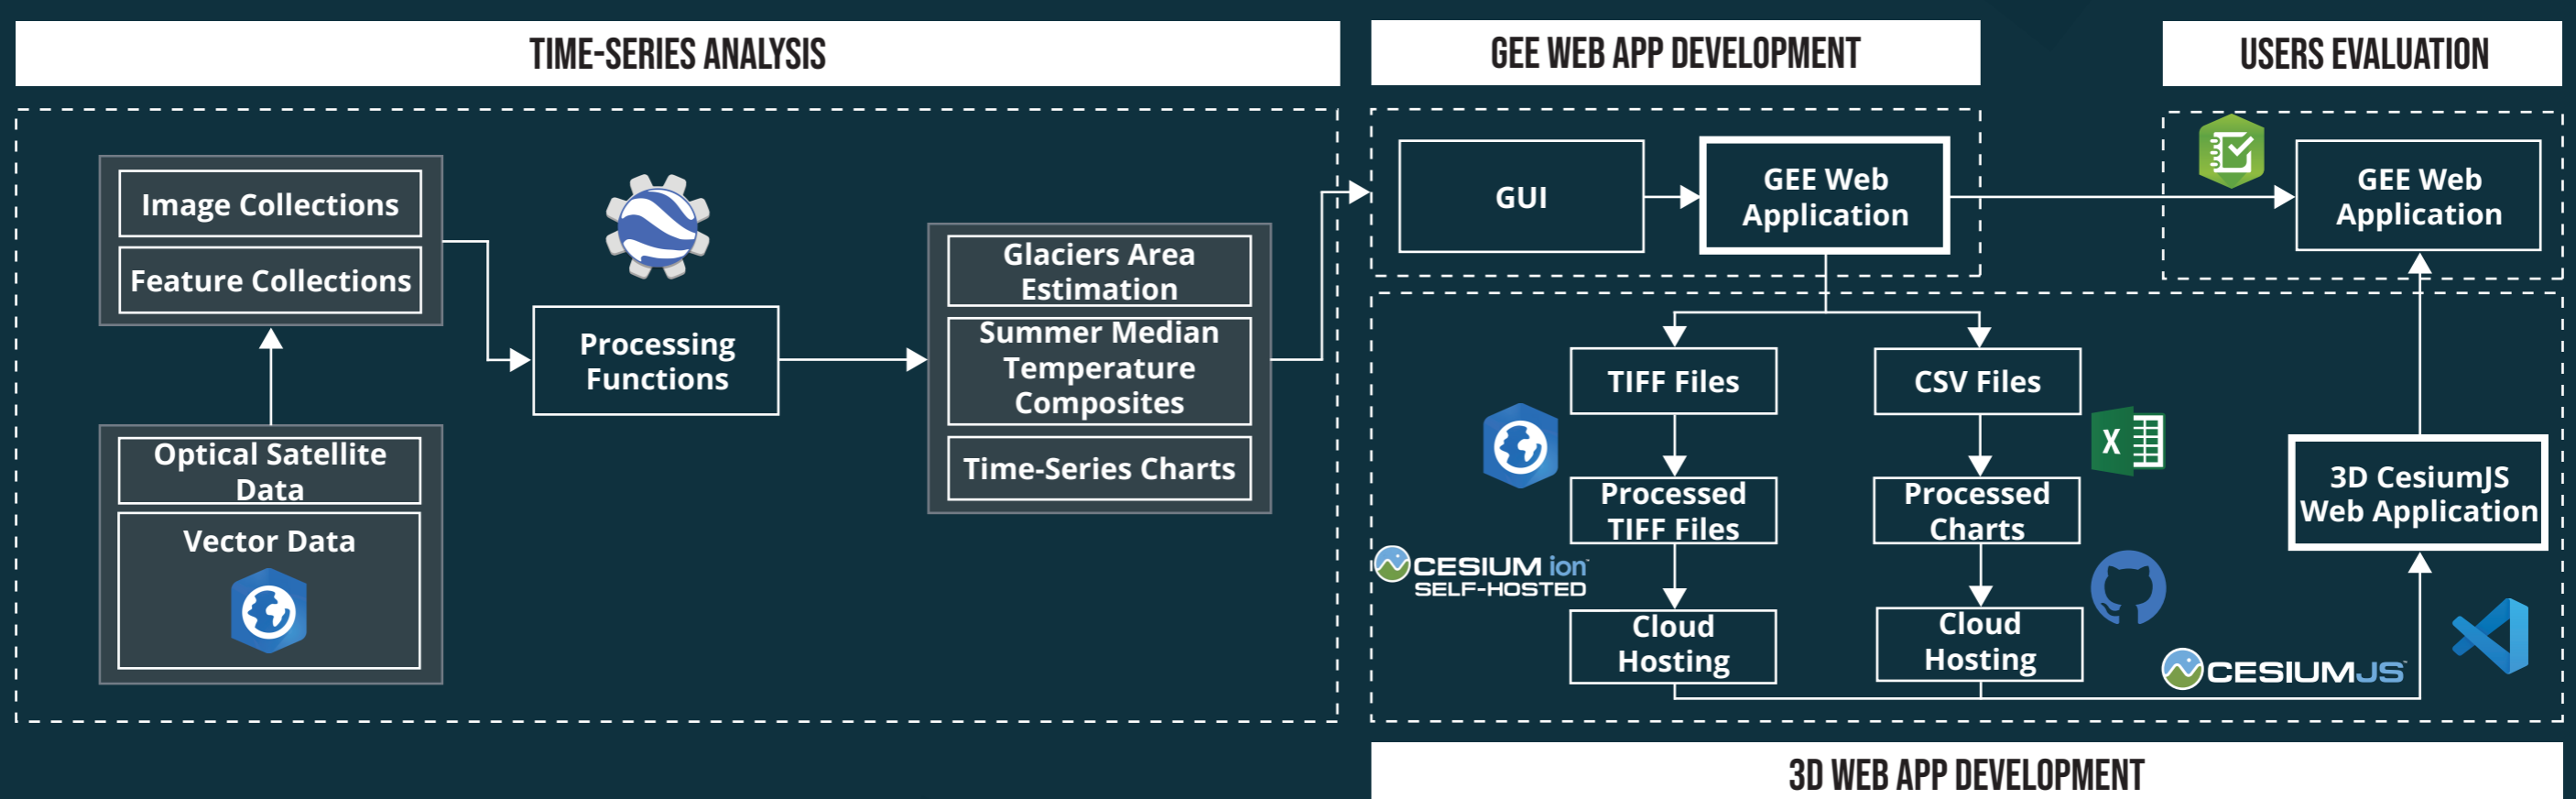 TIME-SERIES ANALYSIS
GEE WEB APP DEVELOPMENT
USERS EVALUATION
Image Collections
Feature Collections
Optical Satellite
Data
Vector Data
Processing
Functions
Glaciers Area
Estimation
Summer Median
Temperature
Composites
Time-Series Charts
GUI
GEE Web
Application
GEE Web
Application
TIFF Files
CSV Files
X
Processed
TIFF Files
Processed
Charts
3D CesiumJS
Web Application
CESIUM ion
SELF-HOSTED
Cloud
Hosting
Cloud
Hosting
CESIUMJS
3D WEB APP DEVELOPMENT